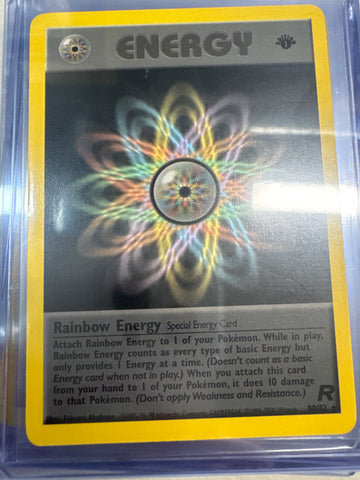 ENERGY
1
Rainbow Energy Special Energy Card
Attach Rainbow Energy to 1 of your Pokémon. While in play,
Rainbow Energy counts as every type of basic Energy but
only provides 1 Energy at a time. (Doesn't count as a basic
Energy card when not in play.) When you attach this card
from your hand to 1 of your Pokémon, it does 10 damage
to that Pokémon. (Don't apply Weakness and Resistance.)
R
80/82